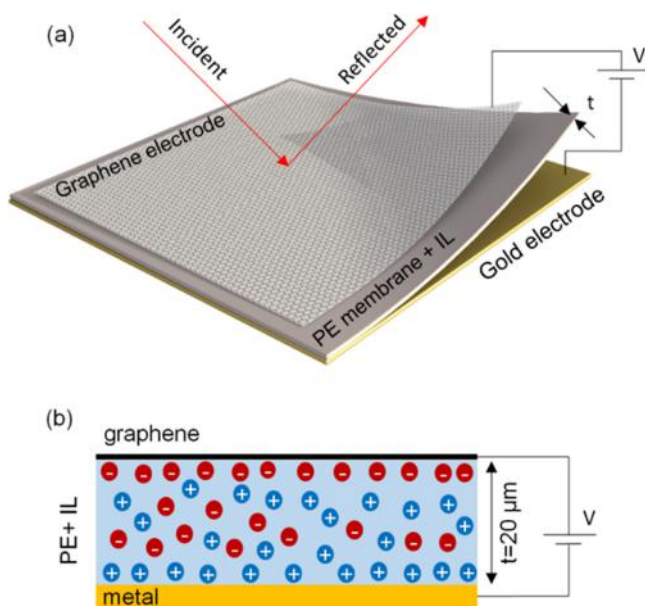 (a)
Incident
Reflected
V
t
Graphene electrode
PE membrane + IL
Gold electrode
(b)
graphene
PE+ IL
t=20 µm
V
metal